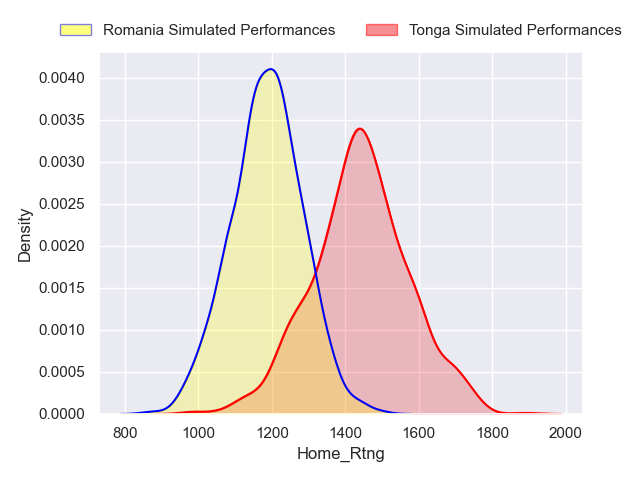 Romania Simulated Performances
Tonga Simulated Performances
0.0040
0.0035
0.0030
0.0025
0.0020
0.0015
0.0010
0.0005
0.0000
Density
800 1000 1200 1400 1600 1800 2000
Home_Rtng